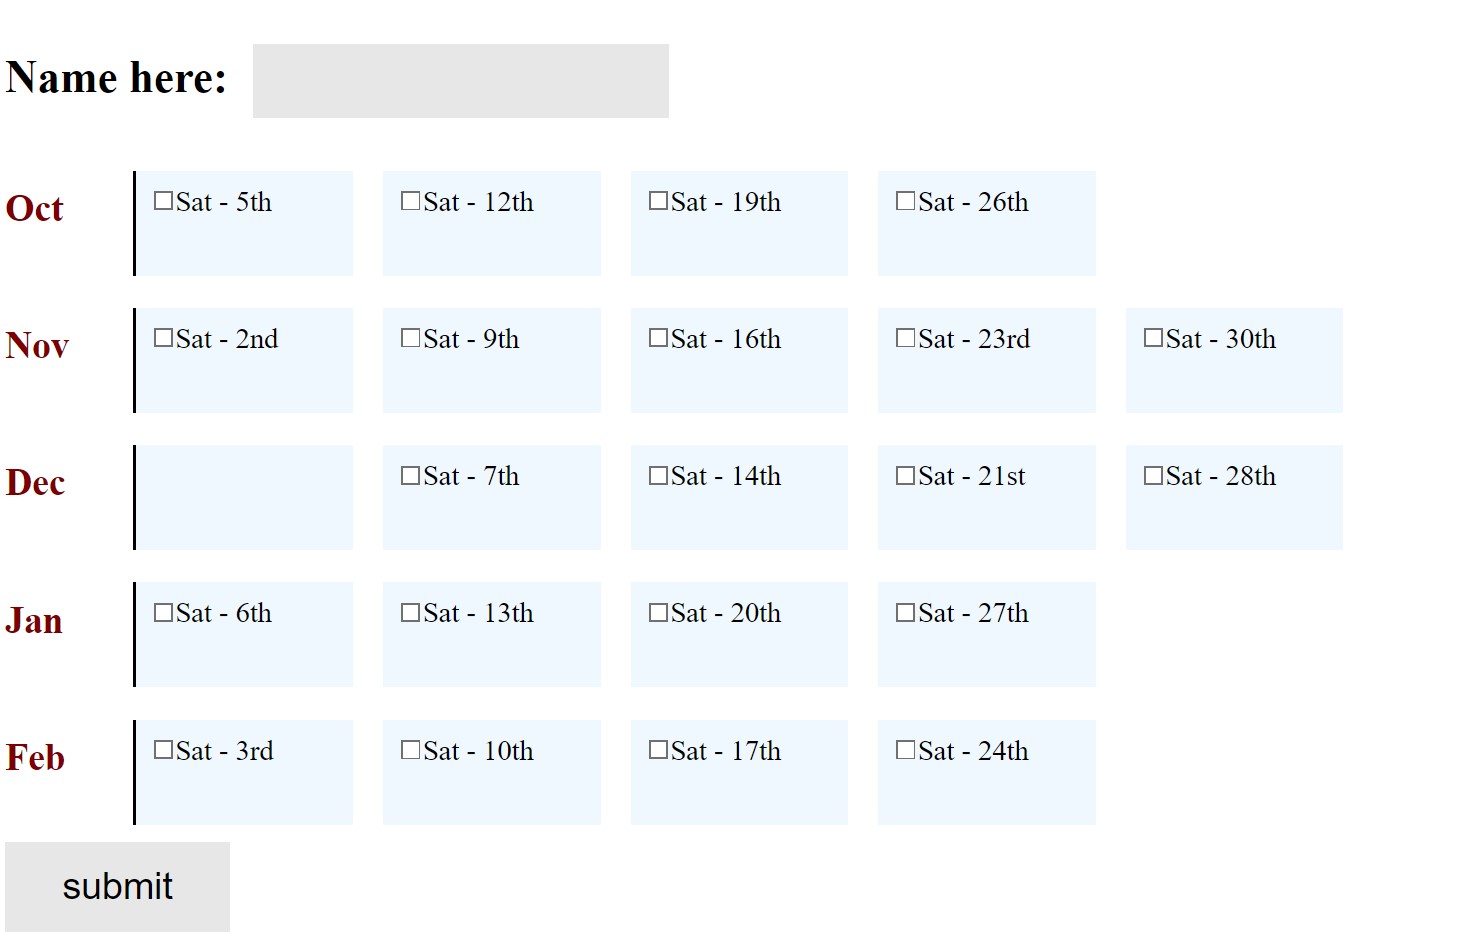 Name here:
Oct Sat - 5th Sat - 12th Sat - 19th Sat - 26th
Nov Sat - 2nd Sat - 9th Sat - 16th Sat - 23rd Sat - 30th
Dec Sat - 7th Sat - 14th Sat - 21st Sat - 28th
Jan Sat - 6th Sat - 13th Sat - 20th Sat - 27th
Feb Sat - 3rd Sat - 10th Sat - 17th Sat - 24th
submit